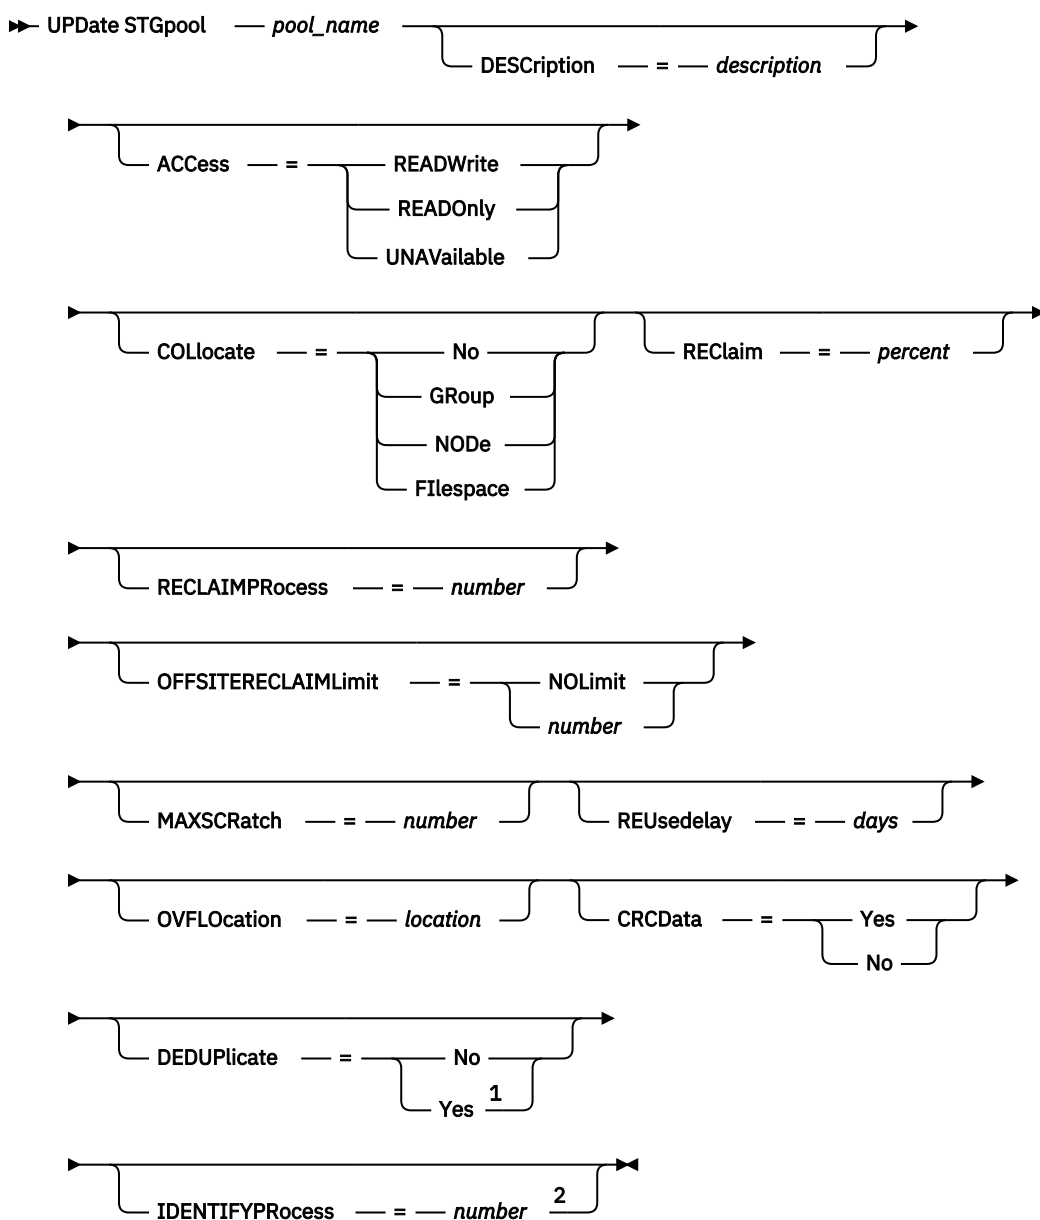 UPDate STGpool — pool_name
DESCription — = — description
ACCess — = — READWrite
READOnly
UNAVailable
COLlocate — = — No
REClaim — = — percent
GRoup
NODe
FIlespace
RECLAIMPRocess — = — number
OFFSITERECLAIMLimit — = — NOLimit
number
MAXSCRatch — = — number
REUsedelay — = — days
OVFLOcation — = — location
CRCData — = — Yes
No
DEDUPlicate — = — No
Yes 1
IDENTIFYPRocess — = — number 2